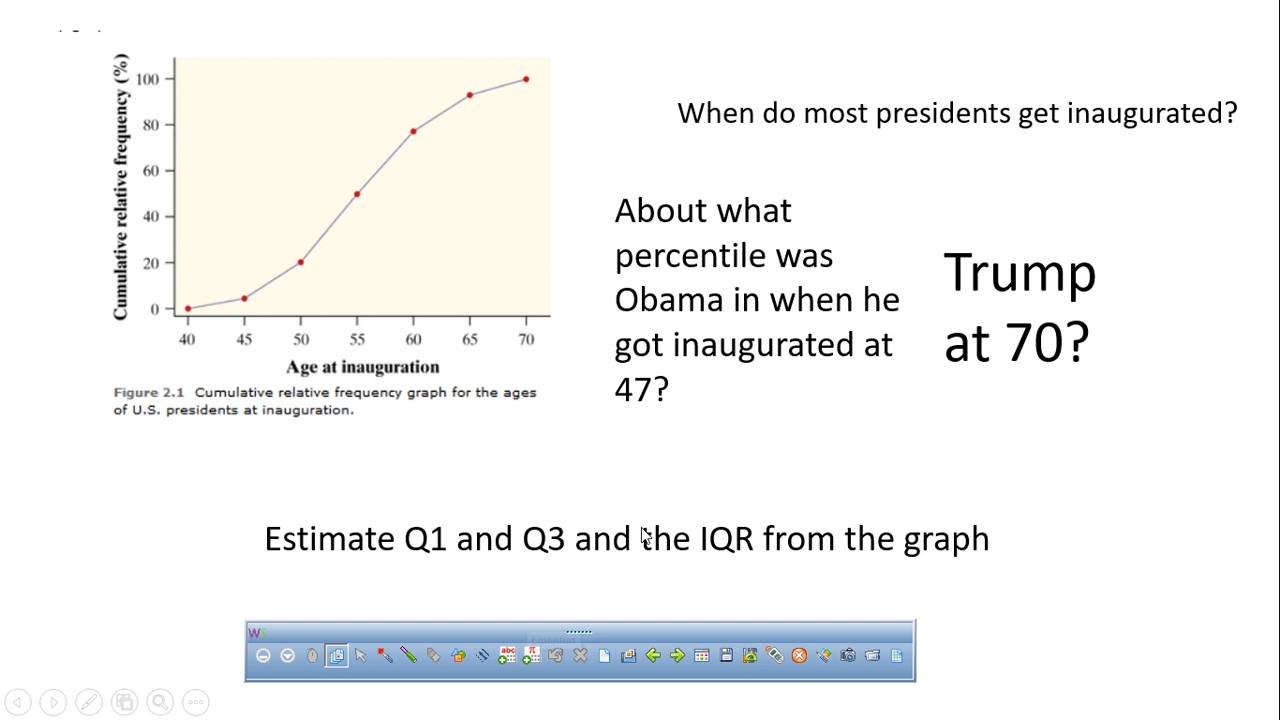 Cumulative relative frequency (%)
100
80
60
40
20
0
40 45 50 55 60 65 70
Age at inauguration
Figure 2.1 Cumulative relative frequency graph for the ages
of U.S. presidents at inauguration.
When do most presidents get inaugurated?
About what
percentile was
Obama in when he
got inaugurated at
47?
Trump
at 70?
Estimate Q1 and Q3 and the IQR from the graph
abc
π